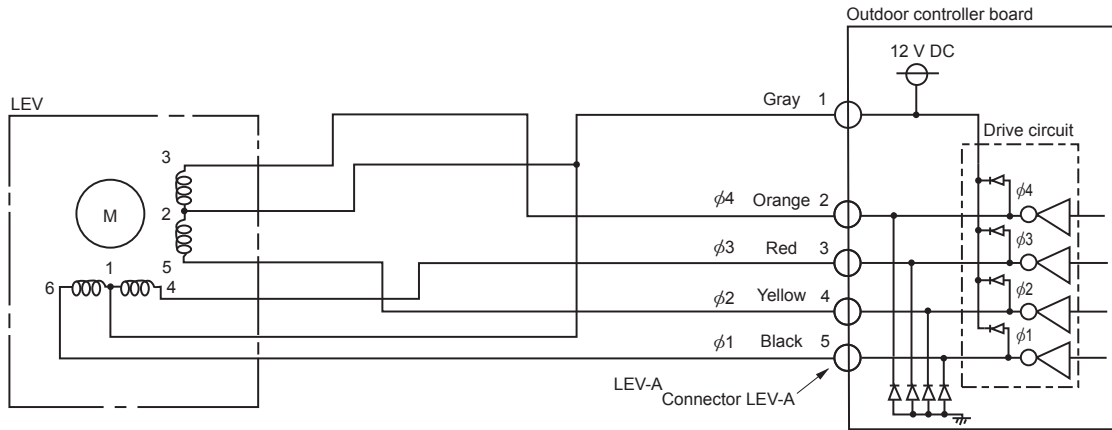 Outdoor controller board
12 V DC
LEV
Gray 1
Drive circuit
3
ϕ4
M
2
ϕ4 Orange 2
ϕ3
ϕ3 Red 3
1
5
6
4
ϕ2
ϕ2 Yellow 4
ϕ1
ϕ1 Black 5
LEV-A
Connector LEV-A